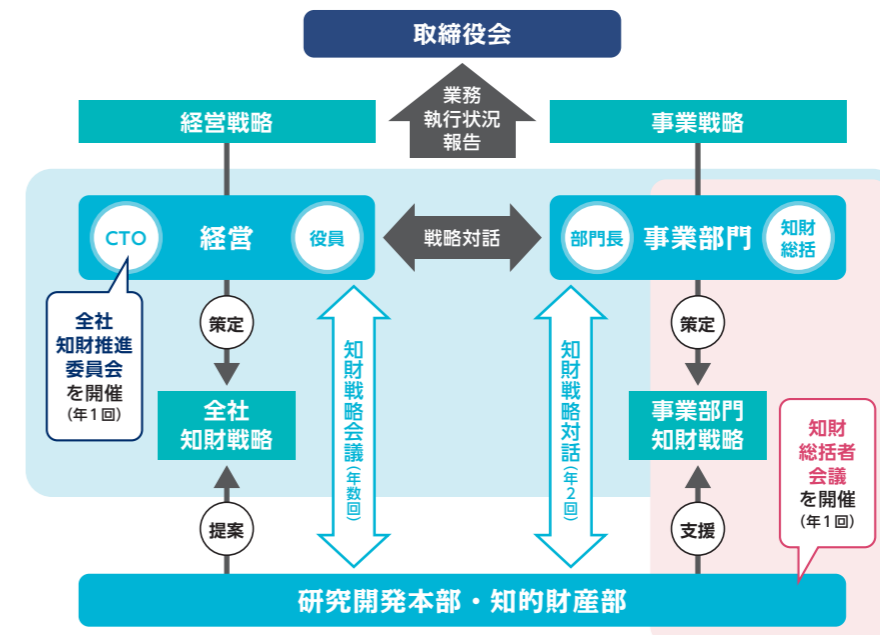 取締役会
業務
執行状況
報告
経営戦略
事業戦略
CTO
経営
役員
戦略対話
部門長
事業部門
知財
総括
全社
知財推進
委員会
を開催
(年1回)
策定
全社
知財戦略
提案
知財戦略会議(年数回)
知財戦略対話(年2回)
策定
事業部門
知財戦略
支援
知財
総括者
会議
を開催
(年1回)
研究開発本部・知的財産部